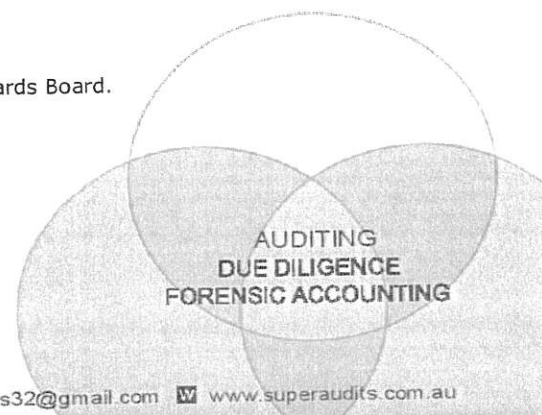 ards Board.
AUDITING
DUE DILIGENCE
FORENSIC ACCOUNTING
s32@gmail.com W www.superaudits.com.au